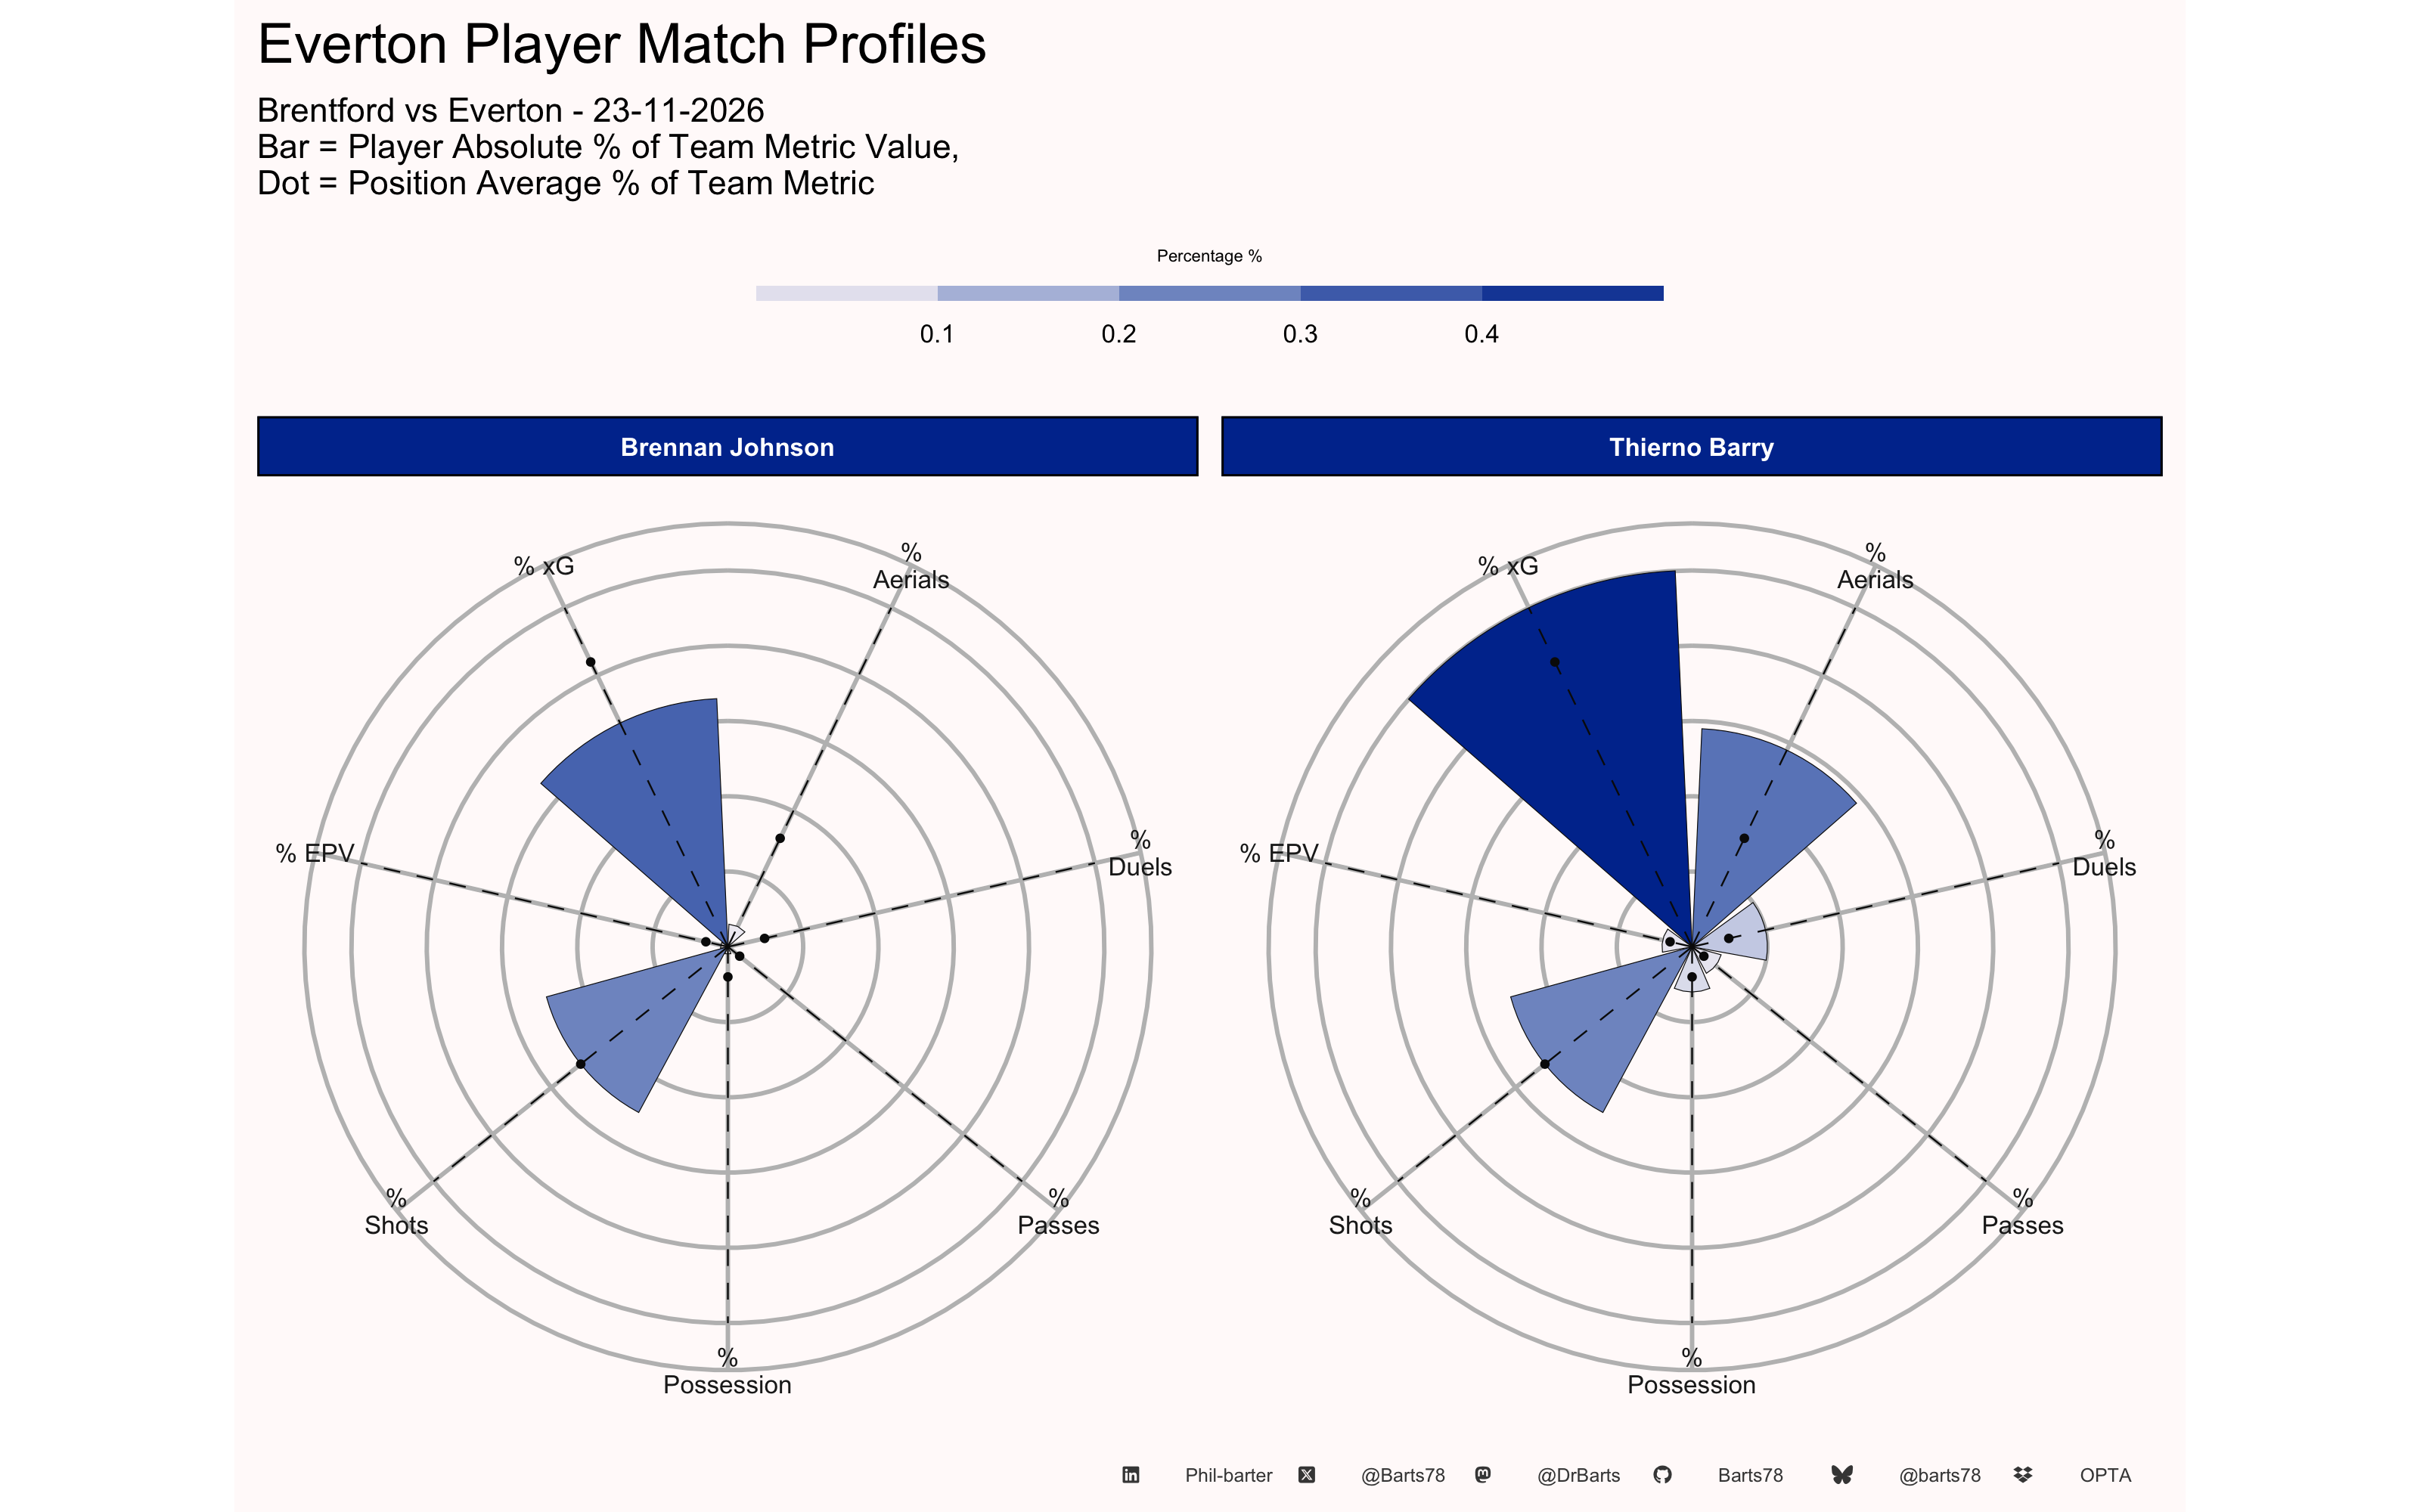 Everton Player Match Profiles
Brentford vs Everton - 23-11-2026
Bar = Player Absolute % of Team Metric Value,
Dot = Position Average % of Team Metric
Percentage %
0.1 0.2 0.3 0.4
Brennan Johnson
% xG
%
Aerials
%
Duels
% EPV
%
Shots
%
Passes
%
Possession
Thierno Barry
% xG
%
Aerials
%
Duels
% EPV
%
Shots
%
Passes
%
Possession
Phil-barter @Barts78 @DrBarts Barts78 @barts78 OPTA